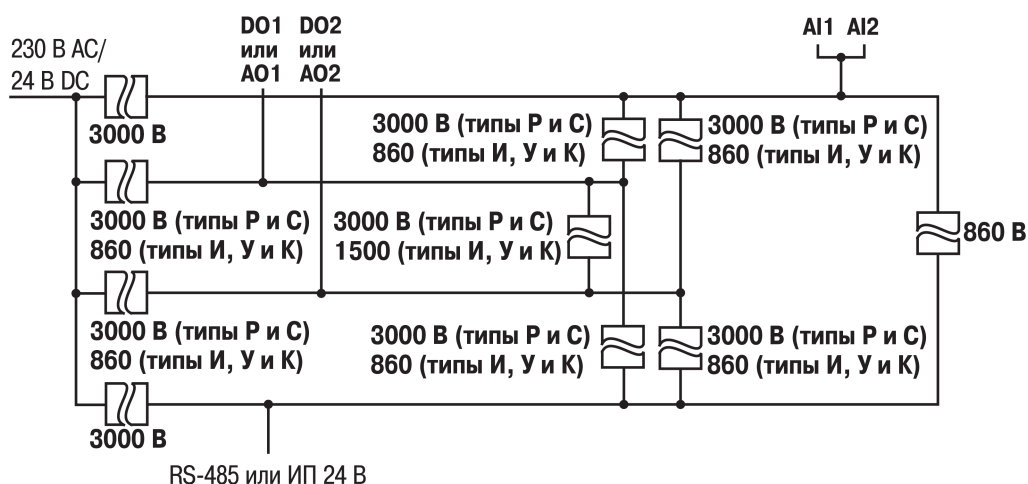 230 В AC/
24 В DC
DO1
или
AO1
DO2
или
AO2
AI1 AI2
3000 В
3000 В (типы Р и С)
860 (типы И, У и К)
3000 В (типы Р и С)
860 (типы И, У и К)
3000 В (типы Р и С)
860 (типы И, У и К)
3000 В (типы Р и С)
1500 (типы И, У и К)
860 В
3000 В (типы Р и С)
860 (типы И, У и К)
3000 В (типы Р и С)
860 (типы И, У и К)
3000 В (типы Р и С)
860 (типы И, У и К)
3000 В
RS-485 или ИП 24 В